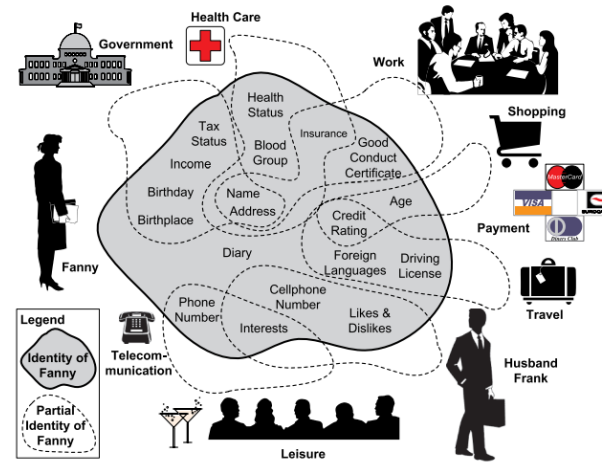 Health Care
Government
Work
Health
Status
Shopping
Tax
Status
Insurance
Good
Conduct
Certificate
Blood
Group
MasterCard
Income
Birthday
Name
Address
Age
VISA
Birthplace
Credit
Rating
Payment
Diners Club
Diary
Fanny
Foreign
Languages
Driving
License
Cellphone
Number
Phone
Number
Travel
Legend
Likes &
Dislikes
Interests
Identity of
Fanny
Telecom-
munication
Husband
Frank
Partial
Identity of
Fanny
Leisure